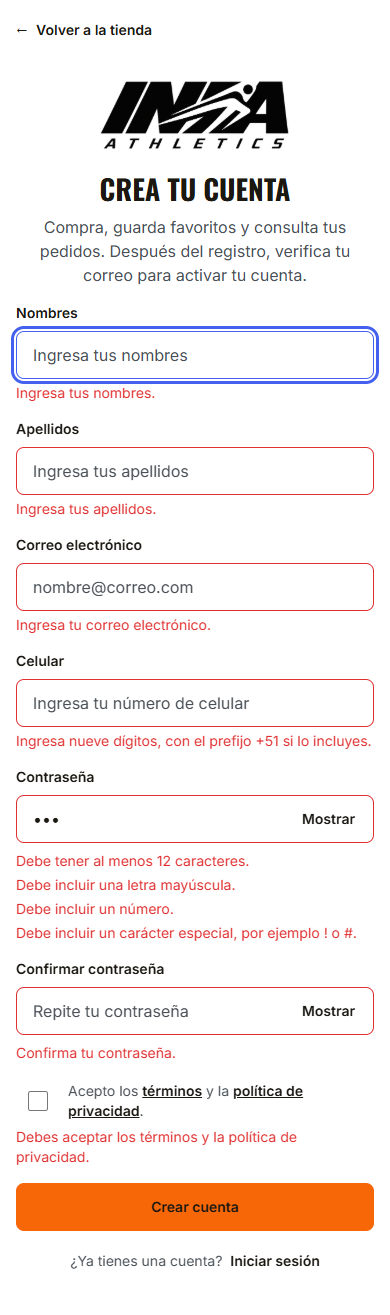 ← Volver a la tienda
INTA
ATHLETICS
CREA TU CUENTA
Compra, guarda favoritos y consulta tus
pedidos. Después del registro, verifica tu
correo para activar tu cuenta.
Nombres
Ingresa tus nombres
Ingresa tus nombres.
Apellidos
Ingresa tus apellidos
Ingresa tus apellidos.
Correo electrónico
nombre@correo.com
Ingresa tu correo electrónico.
Celular
Ingresa tu número de celular
Ingresa nueve dígitos, con el prefijo +51 si lo incluyes.
Contraseña
••• Mostrar
Debe tener al menos 12 caracteres.
Debe incluir una letra mayúscula.
Debe incluir un número.
Debe incluir un carácter especial, por ejemplo ! o #.
Confirmar contraseña
Repite tu contraseña Mostrar
Confirma tu contraseña.
Acepto los términos y la política de
privacidad.
Debes aceptar los términos y la política de
privacidad.
Crear cuenta
¿Ya tienes una cuenta? Iniciar sesión